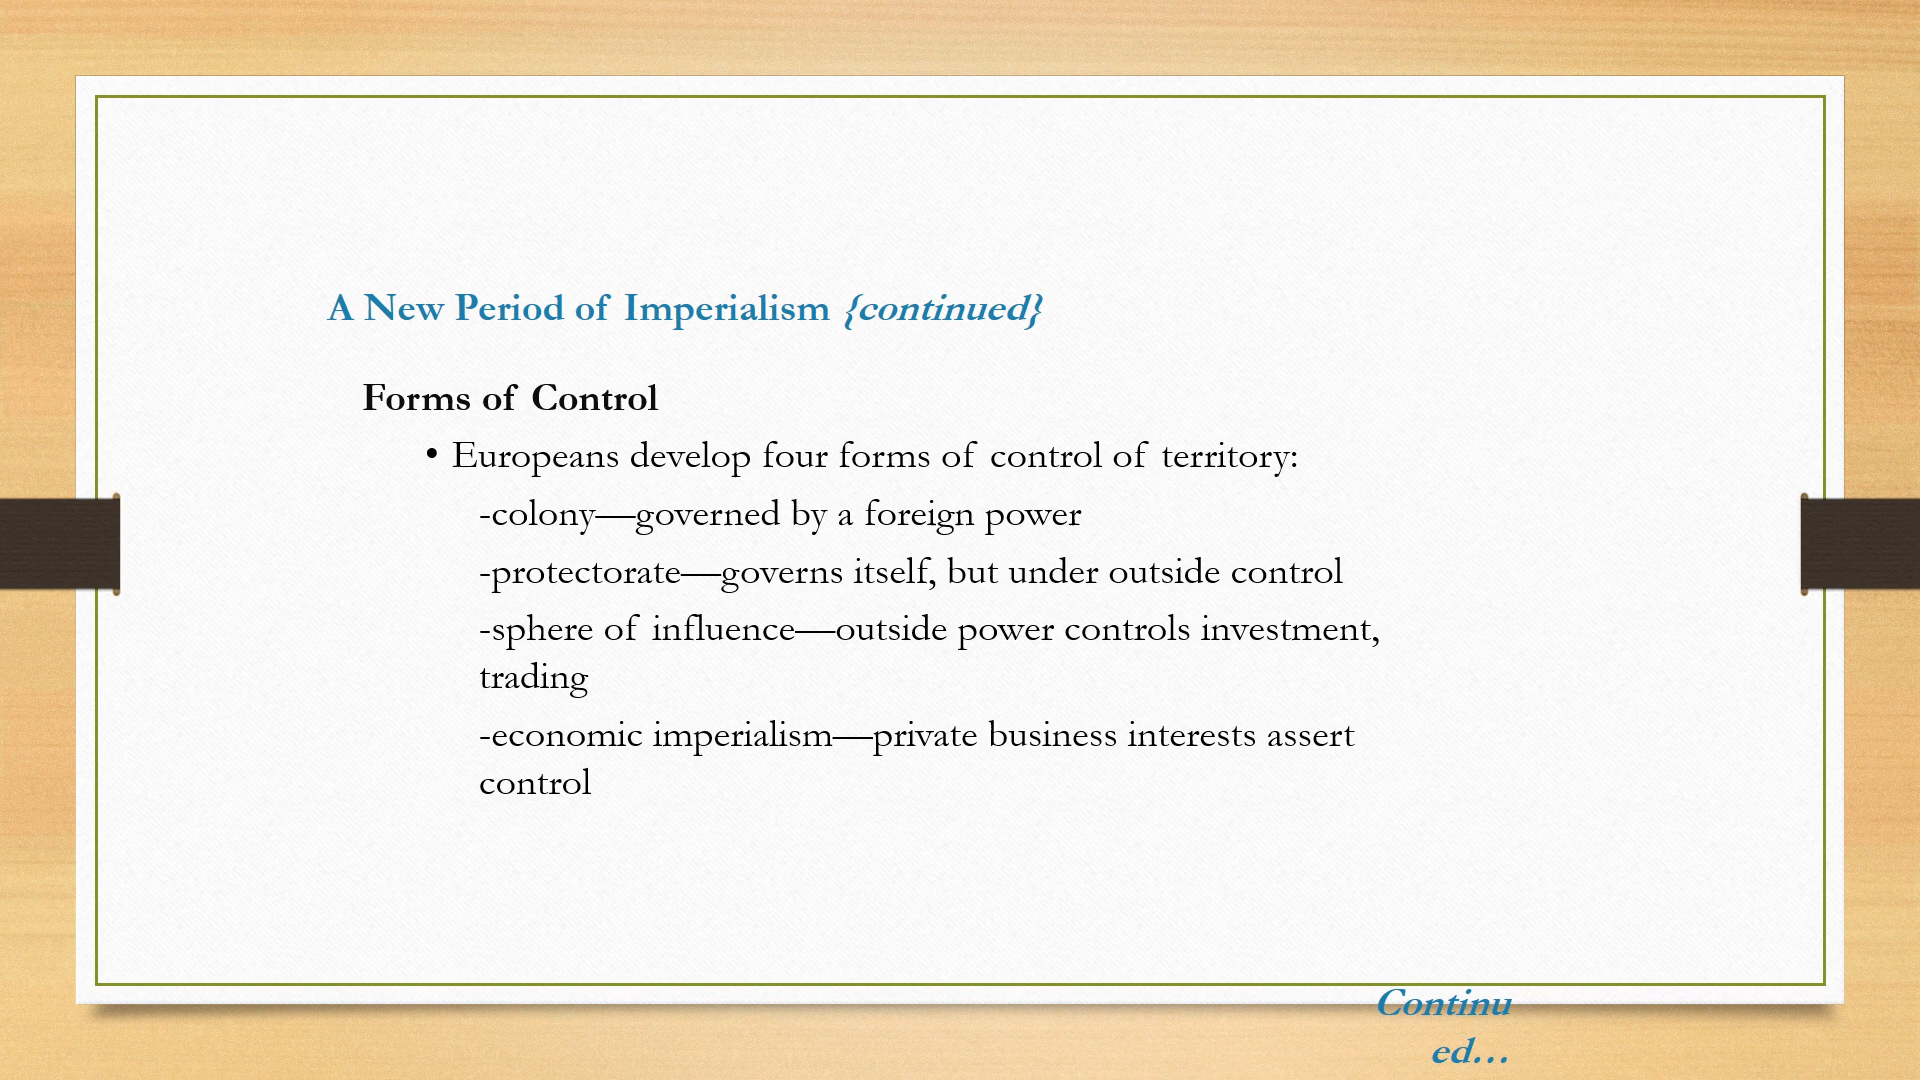 A New Period of Imperialism {continued}
Forms of Control
• Europeans develop four forms of control of territory:
-colony—governed by a foreign power
-protectorate—governs itself, but under outside control
-sphere of influence—outside power controls investment,
trading
-economic imperialism—private business interests assert
control
Continu
ed…